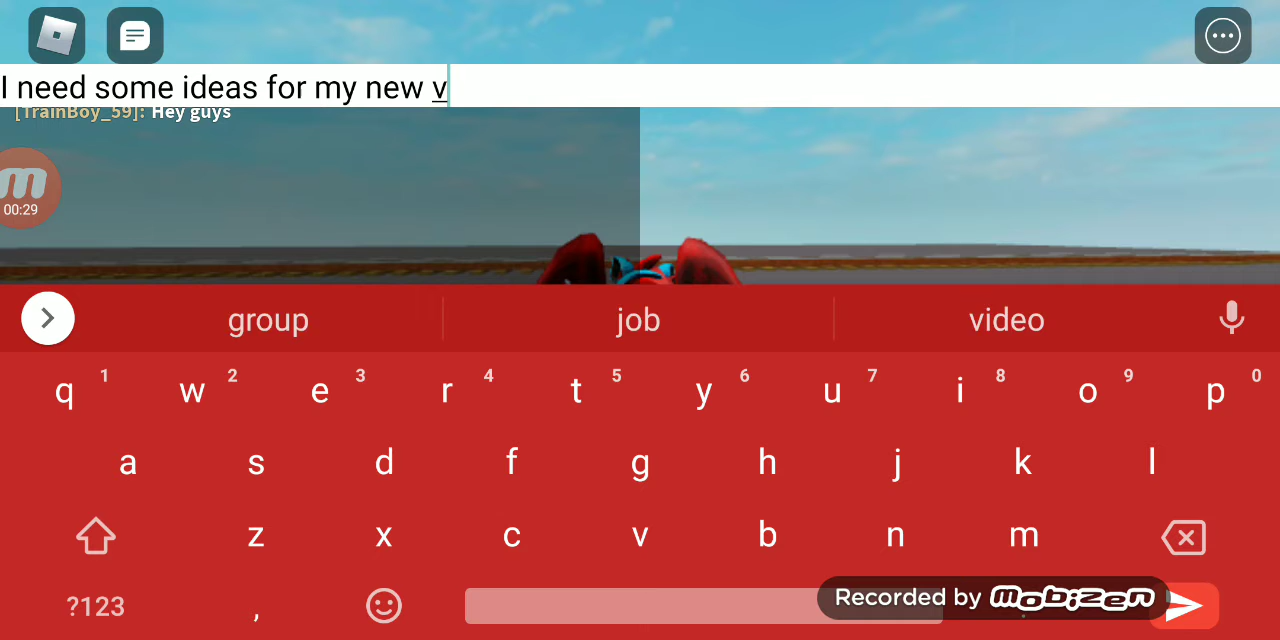 I need some ideas for my new v
[TrainBoy_59]: Hey guys
m
00:29
group job video
q 1 w 2 e 3 r 4 t 5 y 6 u 7 i 8 o 9 p 0
a s d f g h j k l
z x c v b n m
?123 , .
Recorded by mobizen